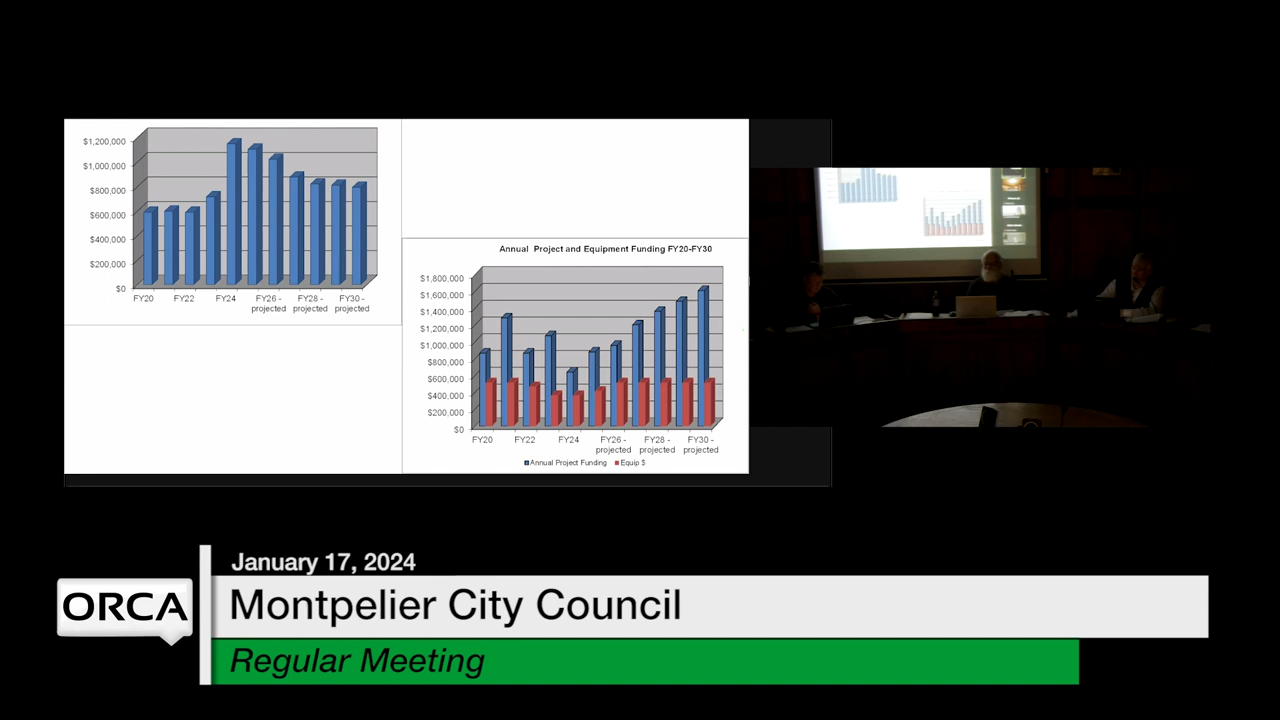 $1,200,000
$1,000,000
$800,000
$600,000
$400,000
$200,000
$0
FY20 FY22 FY24 FY26 - projected FY28 - projected FY30 - projected
Annual Project and Equipment Funding FY20-FY30
$1,800,000
$1,600,000
$1,400,000
$1,200,000
$1,000,000
$800,000
$600,000
$400,000
$200,000
$0
FY20 FY22 FY24 FY26 - projected FY28 - projected FY30 - projected
Annual Project Funding Equip $
January 17, 2024
ORCA
Montpelier City Council
Regular Meeting